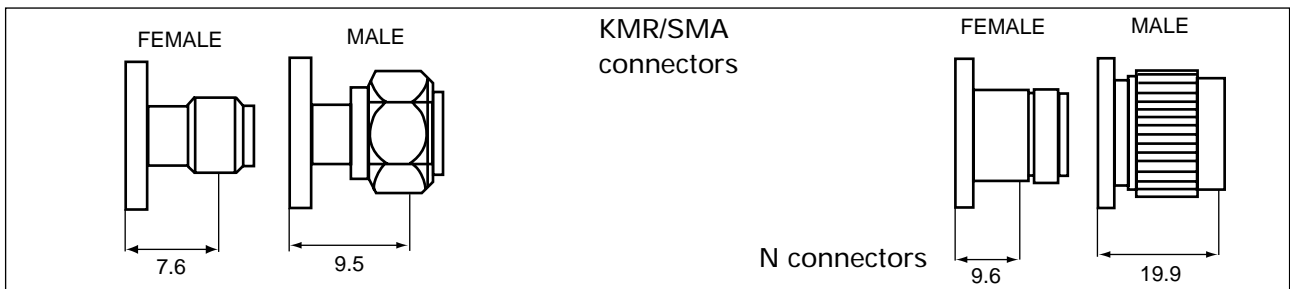 FEMALE
MALE
KMR/SMA
connectors
FEMALE
MALE
7.6
9.5
N connectors
9.6
19.9